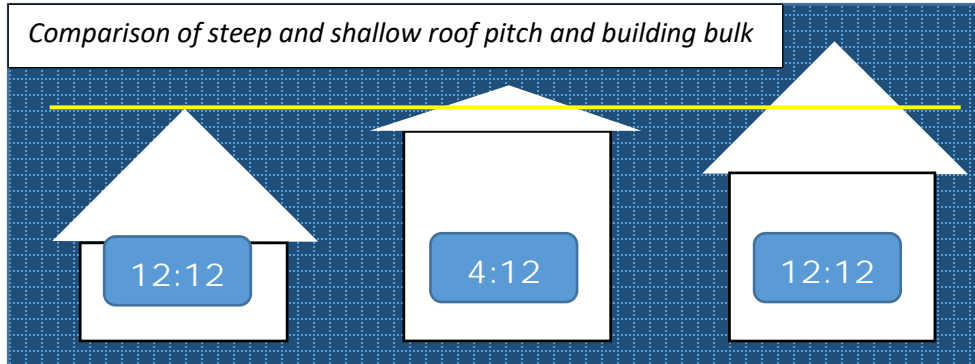 Comparison of steep and shallow roof pitch and building bulk
12:12
4:12
12:12